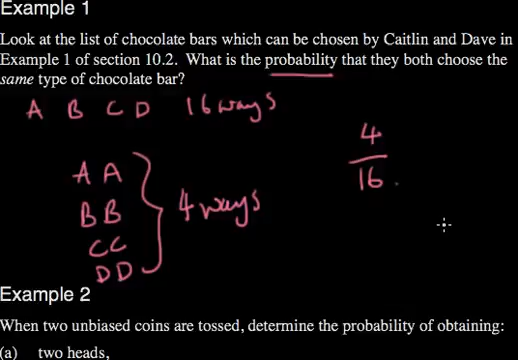 Example 1
Look at the list of chocolate bars which can be chosen by Caitlin and Dave in
Example 1 of section 10.2. What is the probability that they both choose the
same type of chocolate bar?
A B C D 16 ways
4
16
A A
BB
CC
DD
4 ways
Example 2
When two unbiased coins are tossed, determine the probability of obtaining:
(a) two heads,